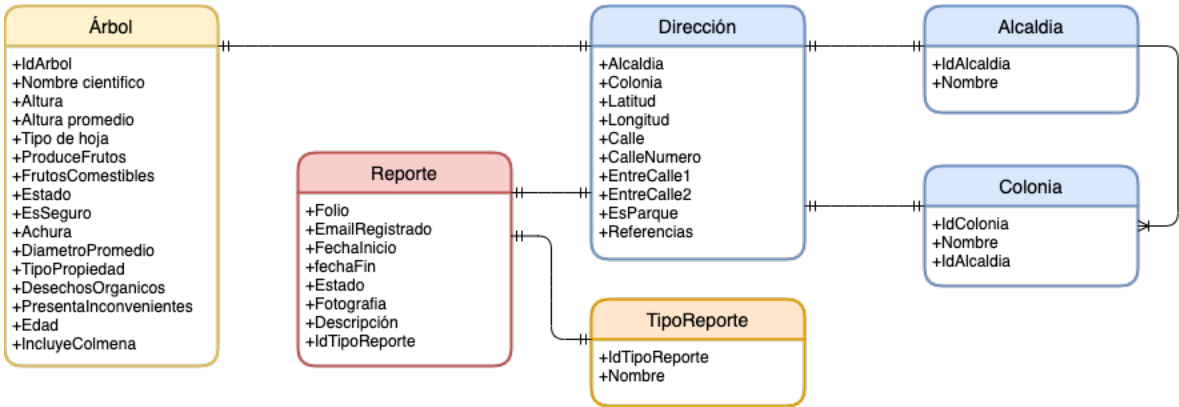 Árbol
+IdArbol
+Nombre cientifico
+Altura
+Altura promedio
+Tipo de hoja
+ProduceFrutos
+FrutosComestibles
+Estado
+EsSeguro
+Achura
+DiametroPromedio
+TipoPropiedad
+DesechosOrganicos
+PresentaInconvenientes
+Edad
+IncluyeColmena
Reporte
+Folio
+EmailRegistrado
+FechaInicio
+fechaFin
+Estado
+Fotografia
+Descripción
+IdTipoReporte
Dirección
+Alcaldia
+Colonia
+Latitud
+Longitud
+Calle
+CalleNumero
+EntreCalle1
+EntreCalle2
+EsParque
+Referencias
TipoReporte
+IdTipoReporte
+Nombre
Alcaldia
+IdAlcaldia
+Nombre
Colonia
+IdColonia
+Nombre
+IdAlcaldia